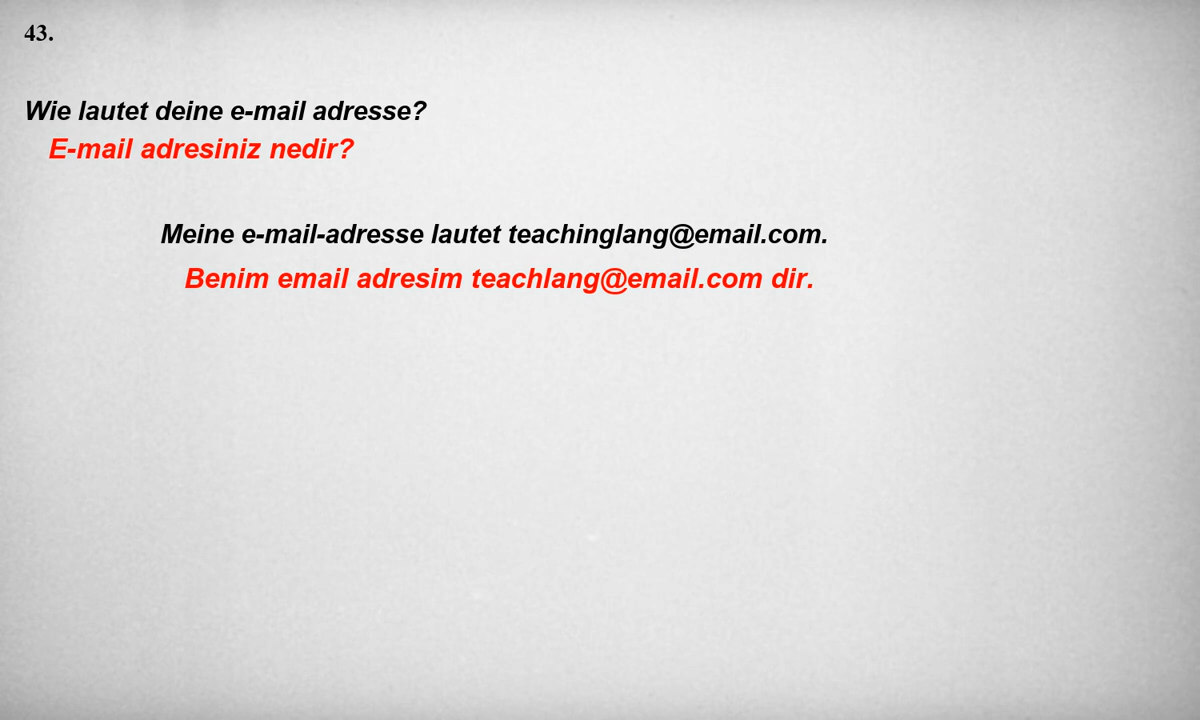 43.
Wie lautet deine e-mail adresse?
E-mail adresiniz nedir?
Meine e-mail-adresse lautet teachinglang@email.com.
Benim email adresim teachlang@email.com dir.